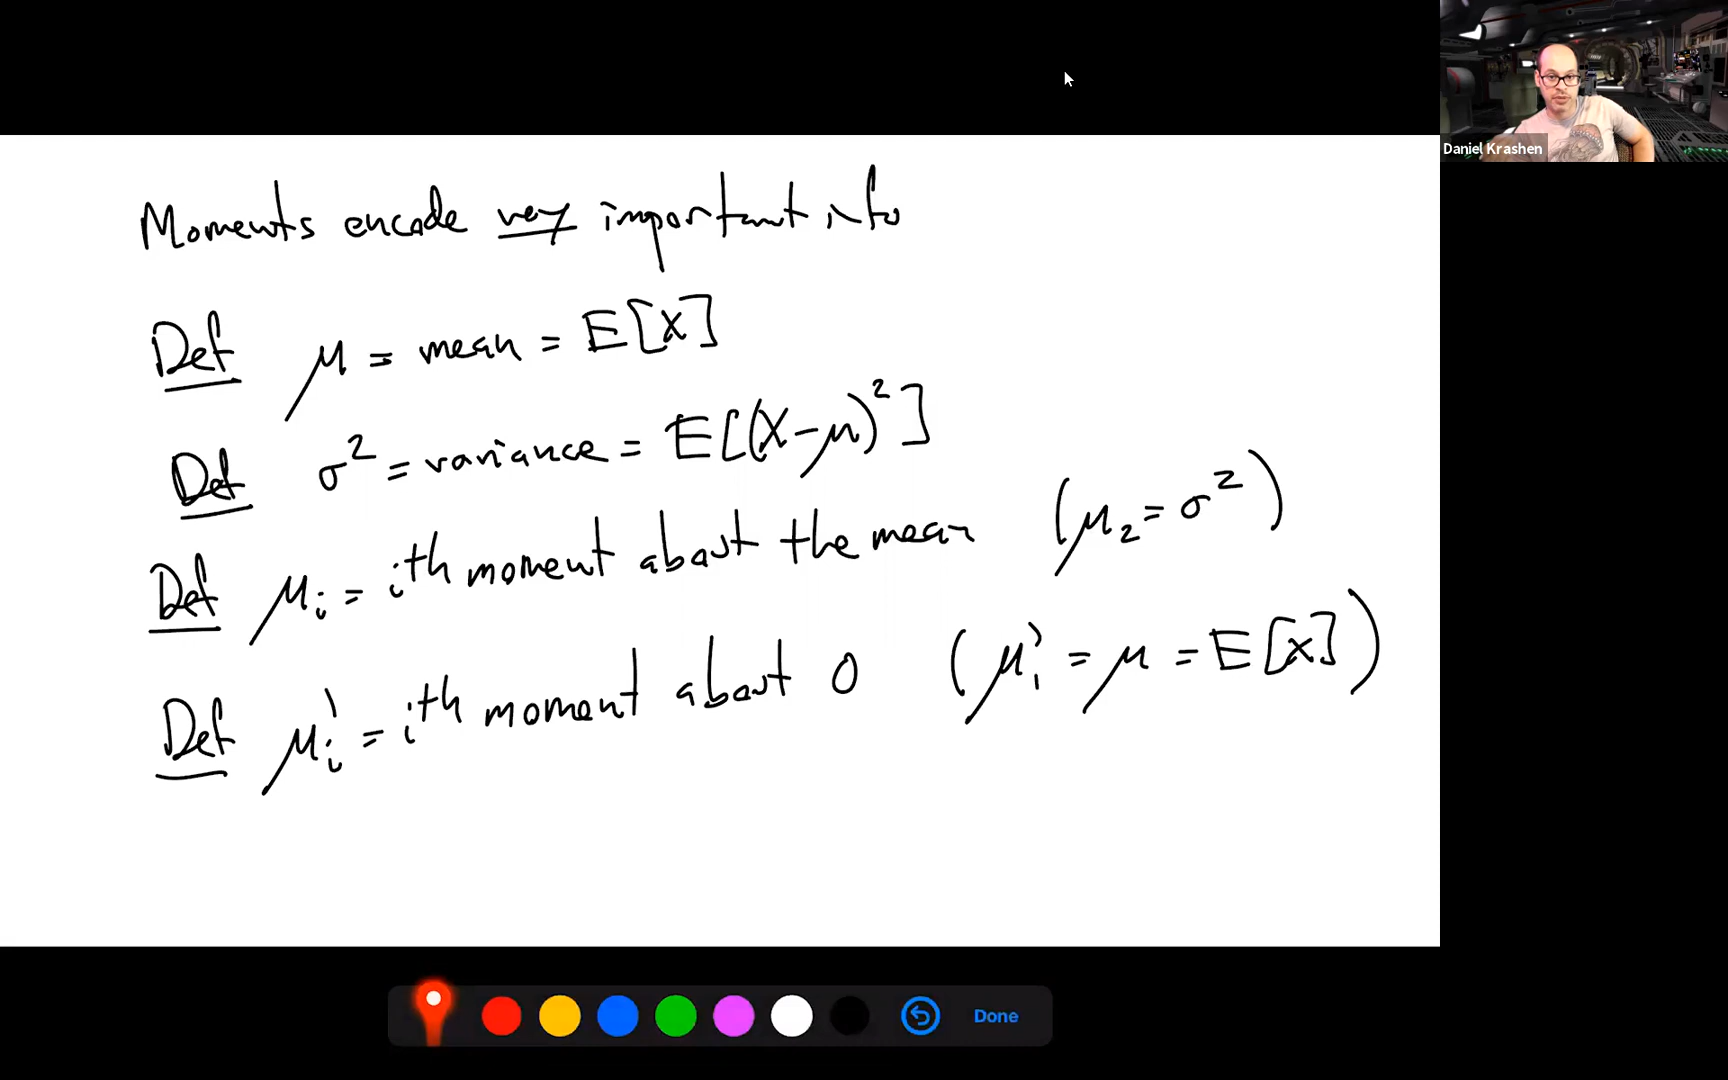 Moments encode very important info
Def μ = mean = E[X]
Def σ² = variance = E[(X-μ)²]
Def μᵢ = iᵗʰ moment about the mean (μ₂ = σ²)
Def μᵢ' = iᵗʰ moment about 0 (μ₁' = μ = E[X])
Daniel Krashen
Done